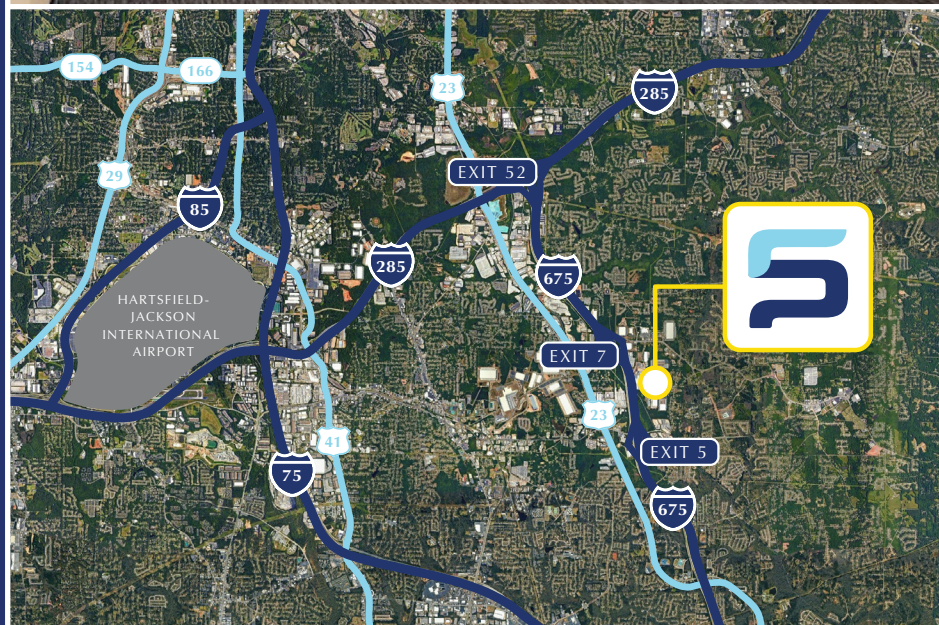 154
166
23
285
EXIT 52
29
85
285
675
HARTSFIELD-
JACKSON
INTERNATIONAL
AIRPORT
EXIT 7
23
41
EXIT 5
75
675